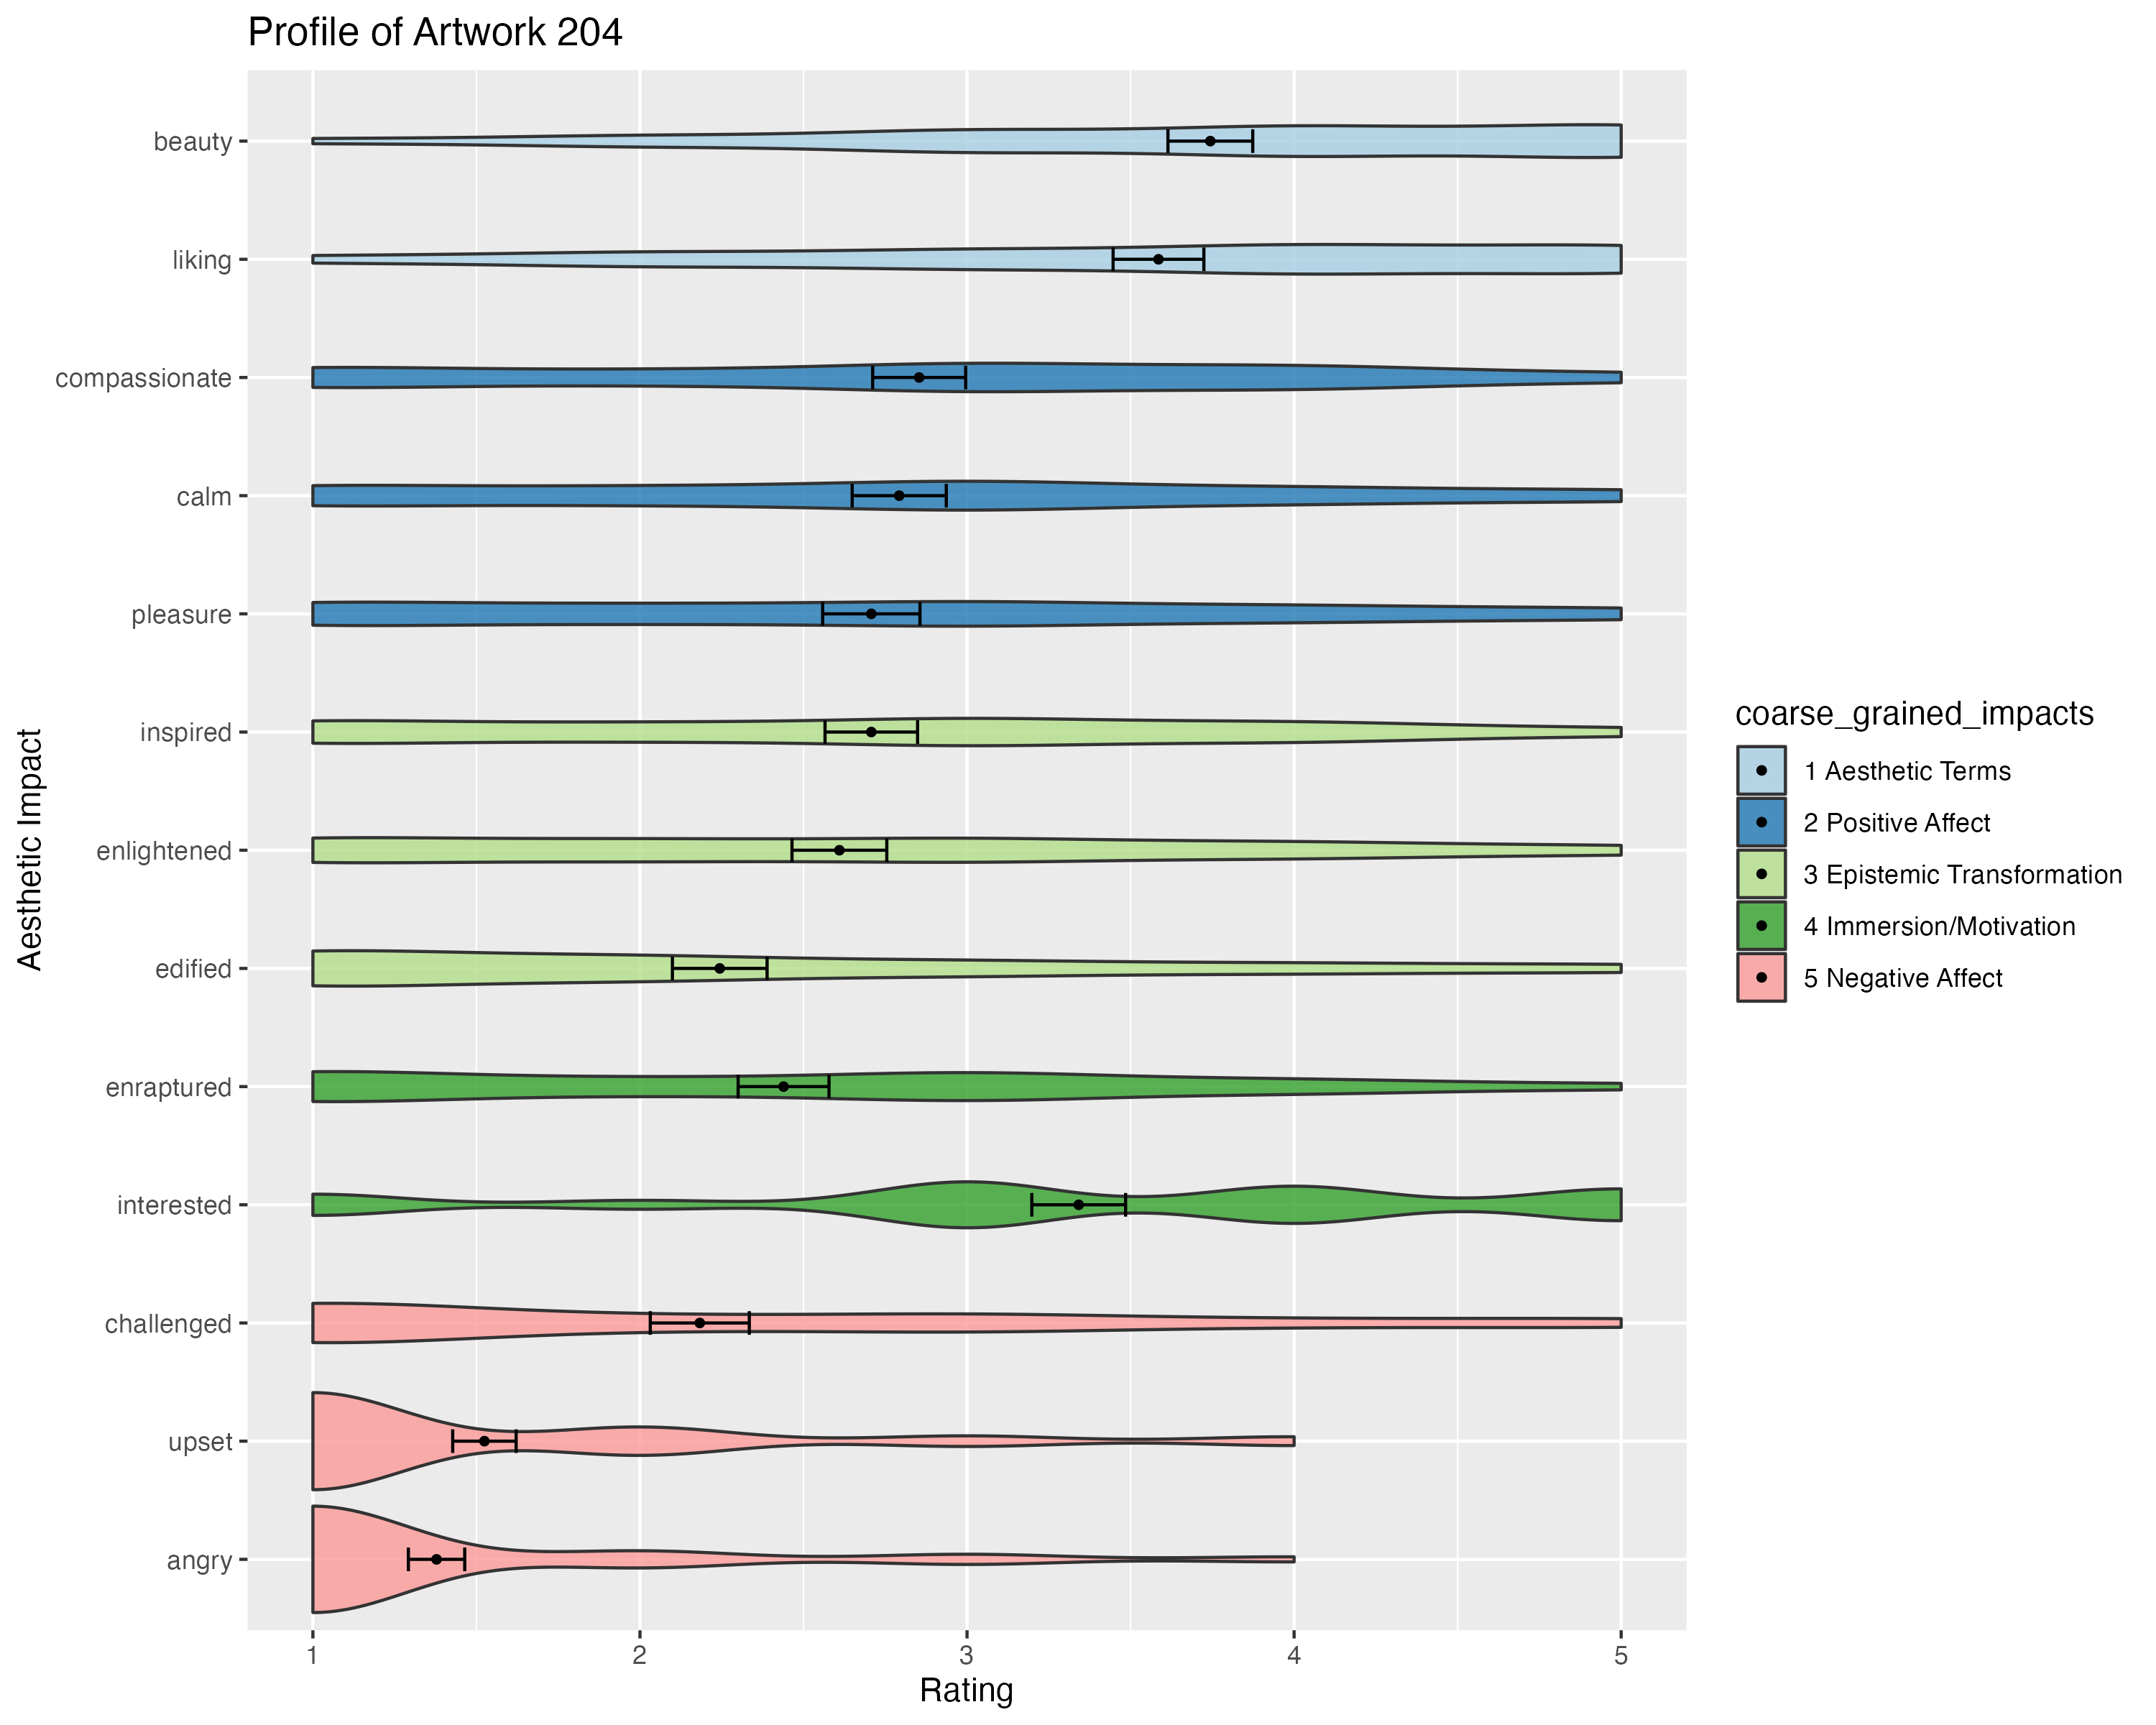 Profile of Artwork 204
Aesthetic Impact
beauty
liking
compassionate
calm
pleasure
inspired
enlightened
edified
enraptured
interested
challenged
upset
angry
1 2 3 4 5
Rating
coarse_grained_impacts
1 Aesthetic Terms
2 Positive Affect
3 Epistemic Transformation
4 Immersion/Motivation
5 Negative Affect